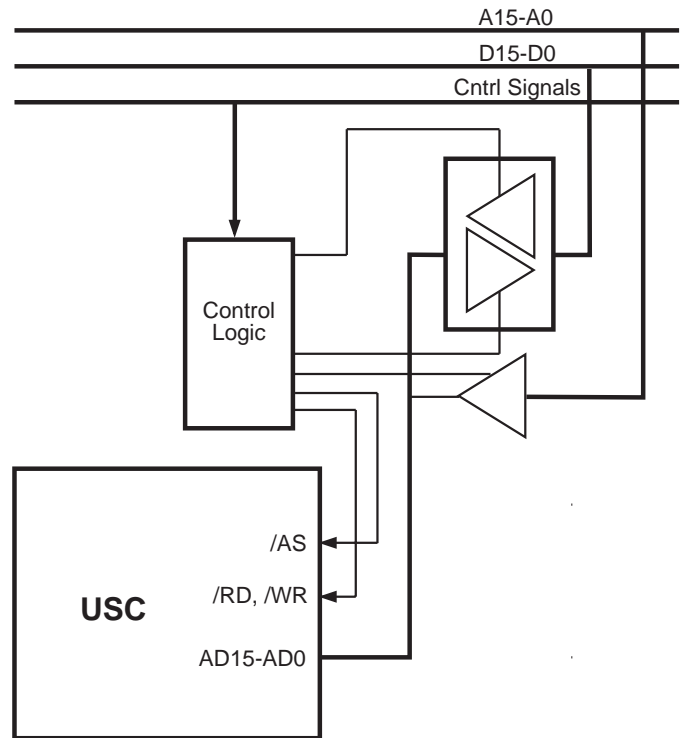 A15-A0
D15-D0
Cntrl Signals
Control
Logic
/AS
/RD, /WR
USC
AD15-AD0